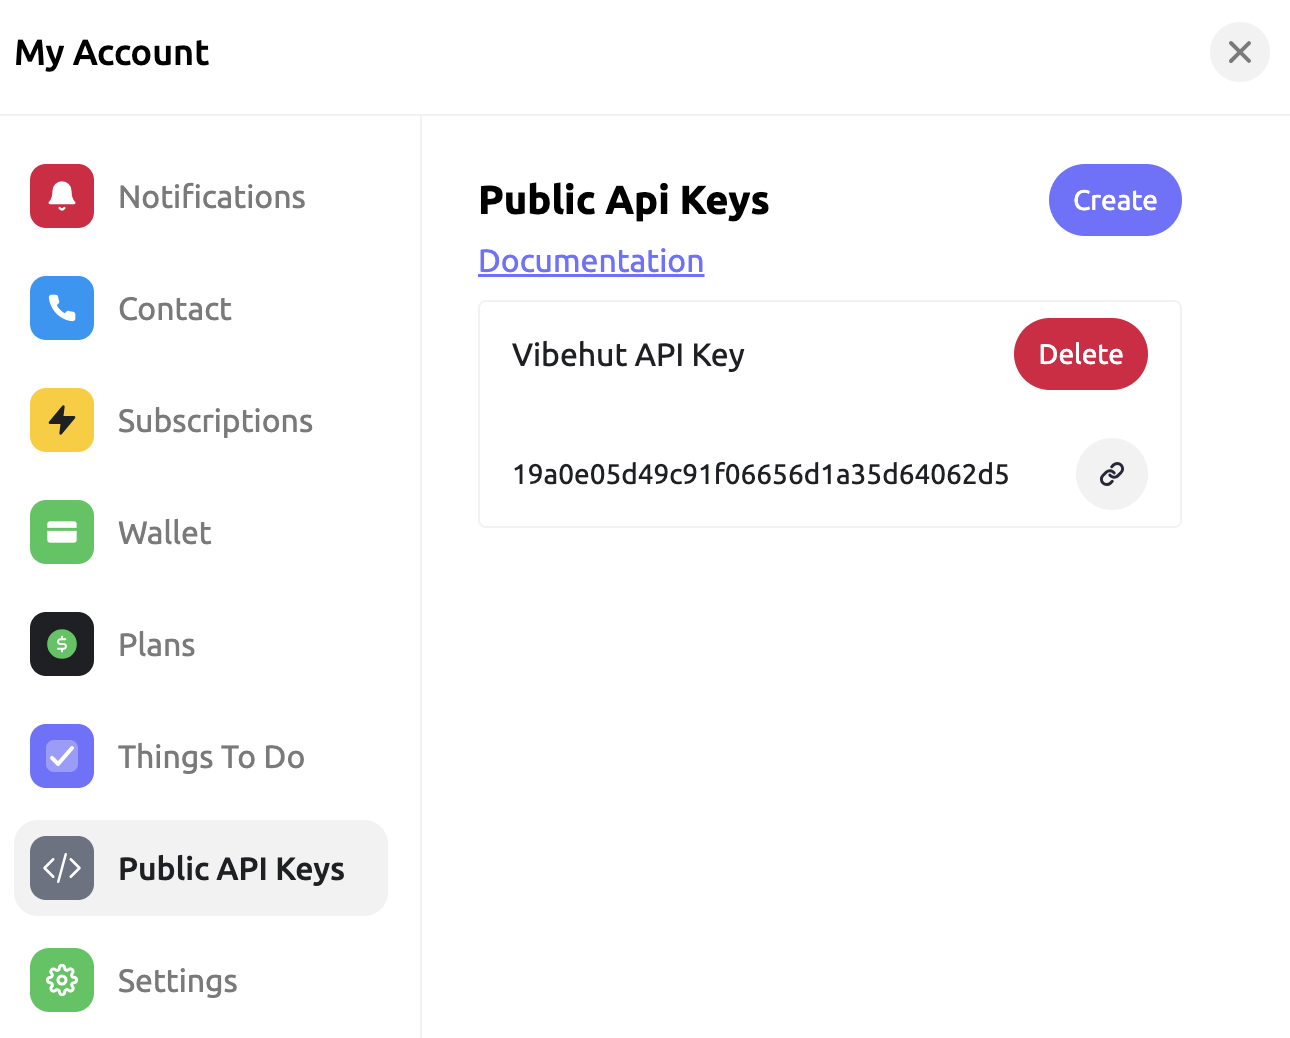 My Account
Notifications
Contact
Subscriptions
Wallet
Plans
Things To Do
Public API Keys
Settings
Public Api Keys
Create
Documentation
Vibehut API Key
Delete
19a0e05d49c91f06656d1a35d64062d5